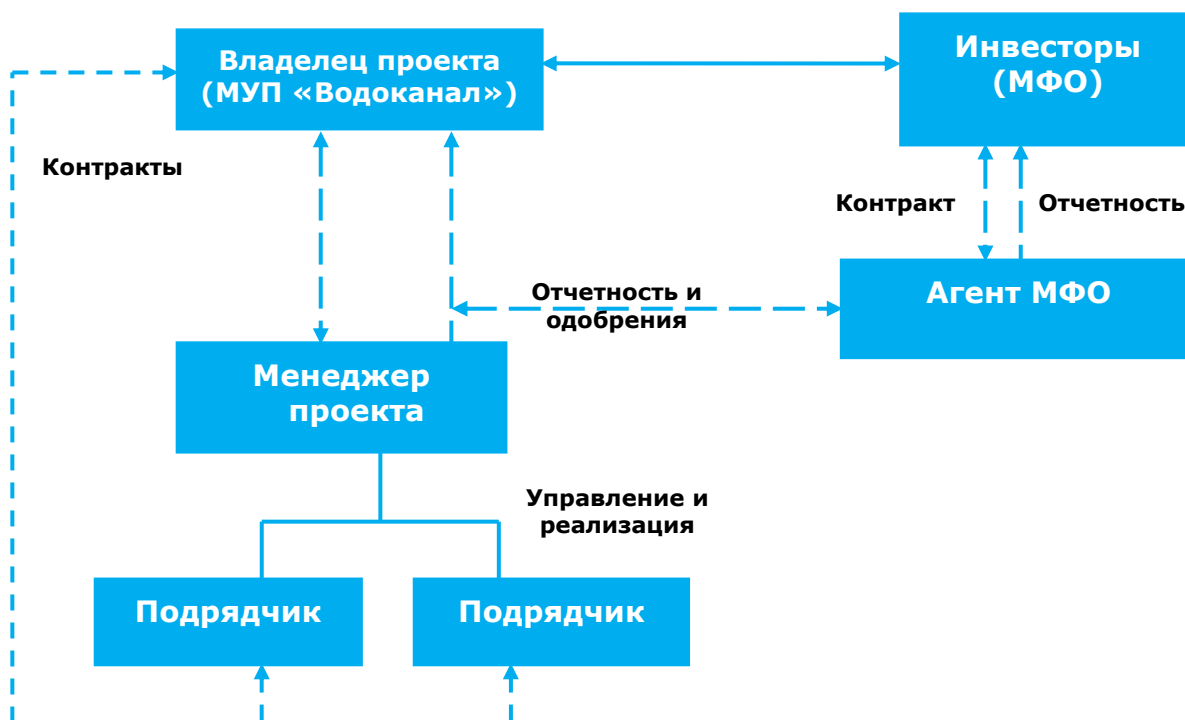 Владелец проекта
(МУП «Водоканал»)
Инвесторы
(МФО)
Контракты
Контракт
Отчетность
Отчетность и
одобрения
Агент МФО
Менеджер
проекта
Управление и
реализация
Подрядчик
Подрядчик